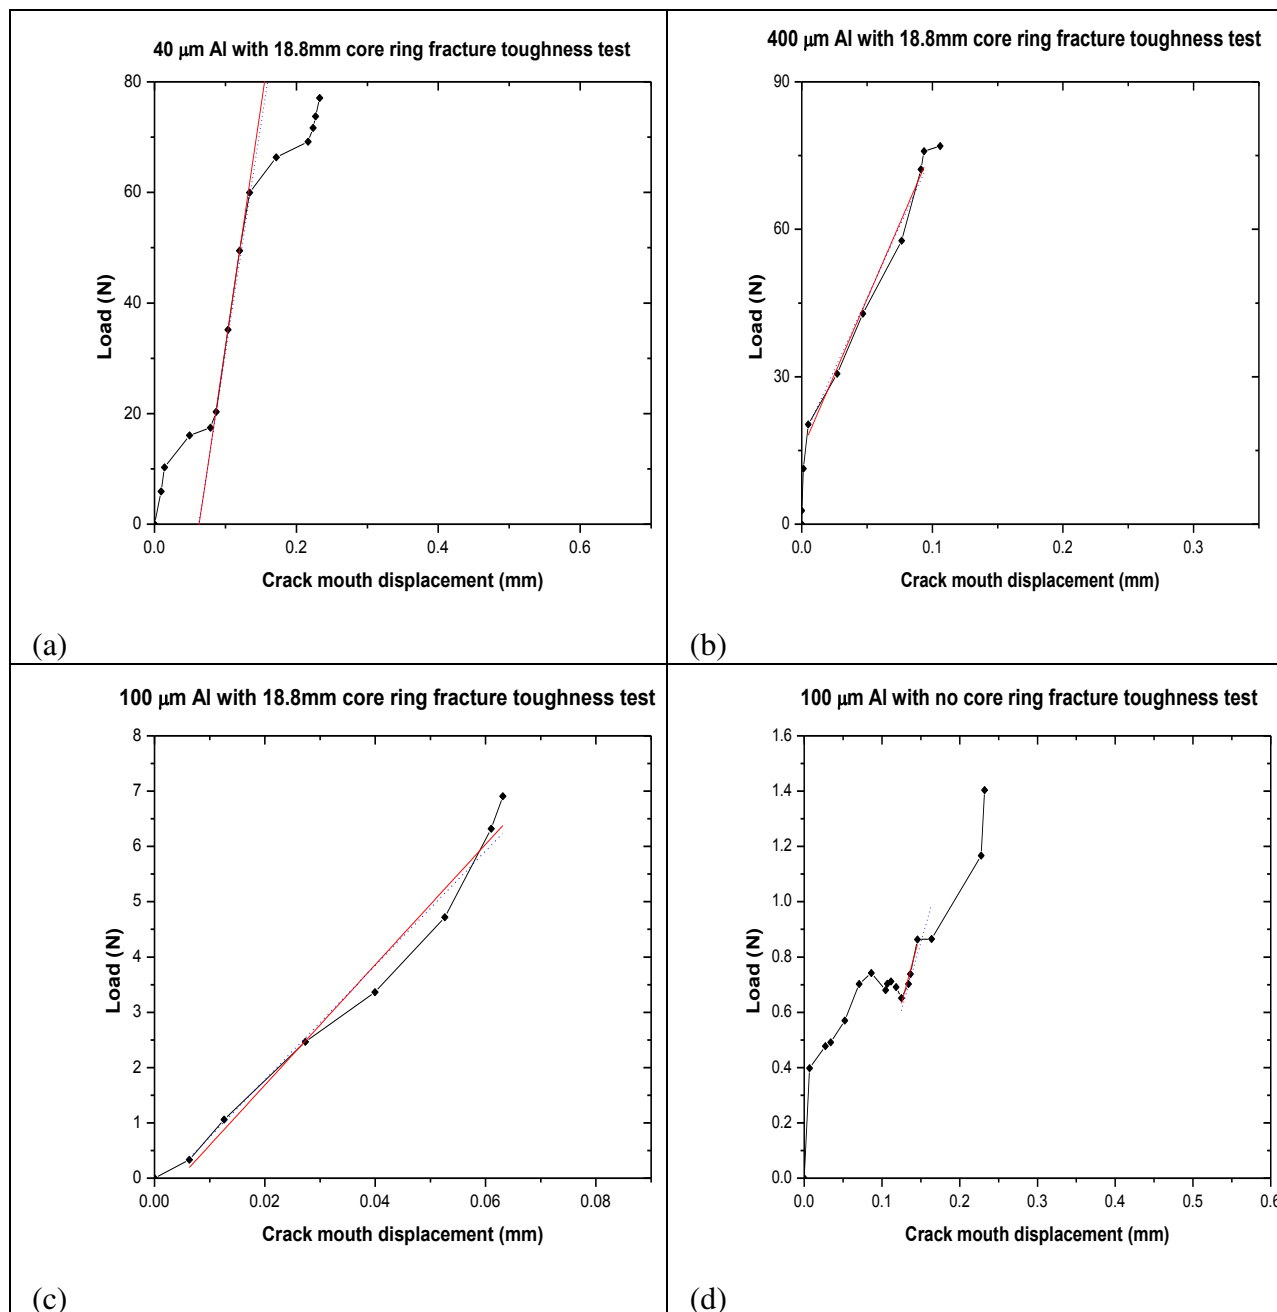 40 μm Al with 18.8mm core ring fracture toughness test
80
60
40
20
0
0.0 0.2 0.4 0.6
Load (N)
Crack mouth displacement (mm)
(a)
400 μm Al with 18.8mm core ring fracture toughness test
90
60
30
0
0.0 0.1 0.2 0.3
Load (N)
Crack mouth displacement (mm)
(b)
100 μm Al with 18.8mm core ring fracture toughness test
8
7
6
5
4
3
2
1
0
0.00 0.02 0.04 0.06 0.08
Load (N)
Crack mouth displacement (mm)
(c)
100 μm Al with no core ring fracture toughness test
1.6
1.4
1.2
1.0
0.8
0.6
0.4
0.2
0.0
0.0 0.1 0.2 0.3 0.4 0.5 0.6
Load (N)
Crack mouth displacement (mm)
(d)